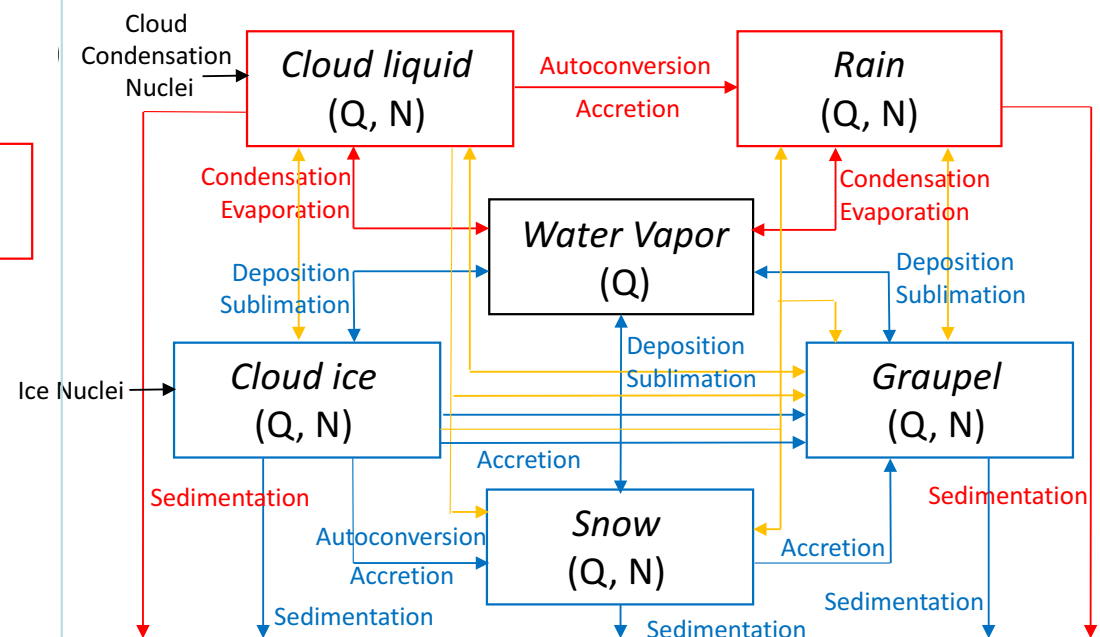 Cloud
Condensation
Nuclei
Cloud liquid
(Q, N)
Autoconversion
Accretion
Rain
(Q, N)
Condensation
Evaporation
Water Vapor
(Q)
Condensation
Evaporation
Deposition
Sublimation
Deposition
Sublimation
Deposition
Sublimation
Ice Nuclei
Cloud ice
(Q, N)
Graupel
(Q, N)
Accretion
Sedimentation
Sedimentation
Snow
(Q, N)
Autoconversion
Accretion
Accretion
Sedimentation
Sedimentation
Sedimentation